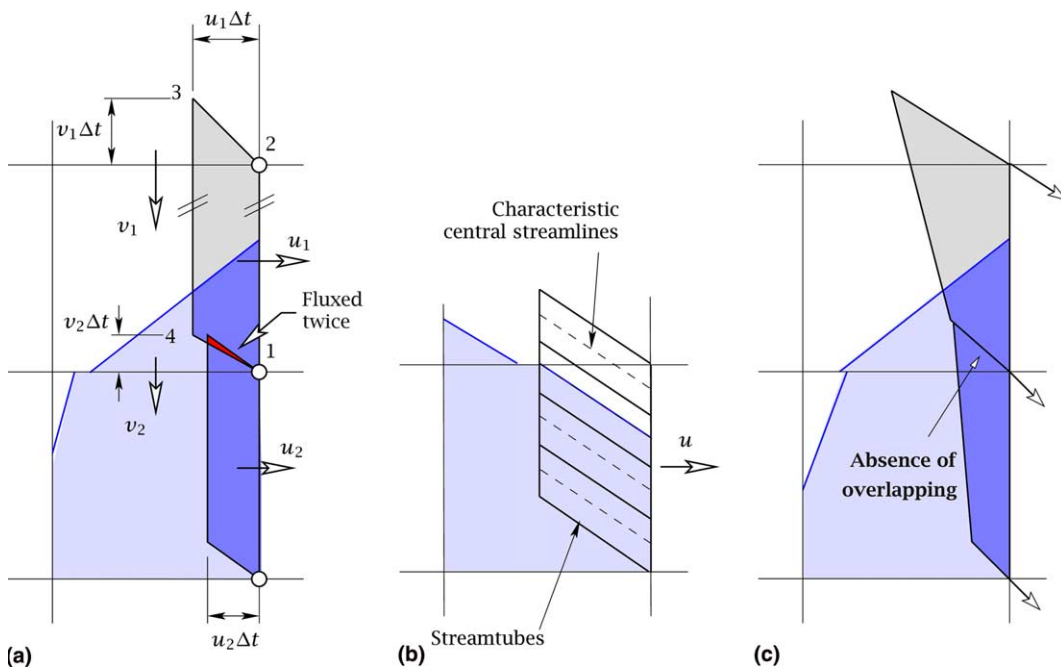 u₁Δt
3
v₁Δt
2
v₁
u₁
Fluxed
twice
v₂Δt
4
1
v₂
u₂
u₂Δt
(a)
Characteristic
central streamlines
u
Streamtubes
(b)
Absence of
overlapping
(c)